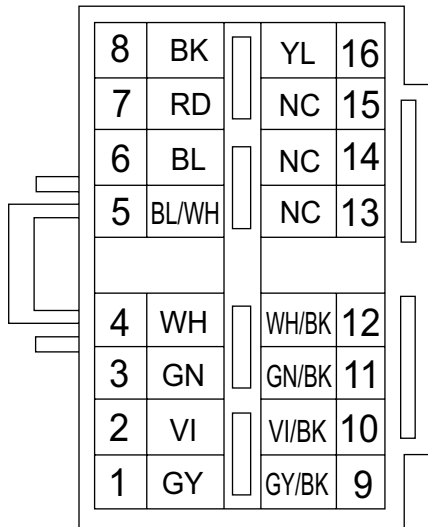 8 BK YL 16
7 RD NC 15
6 BL NC 14
5 BL/WH NC 13
4 WH WH/BK 12
3 GN GN/BK 11
2 VI VI/BK 10
1 GY GY/BK 9